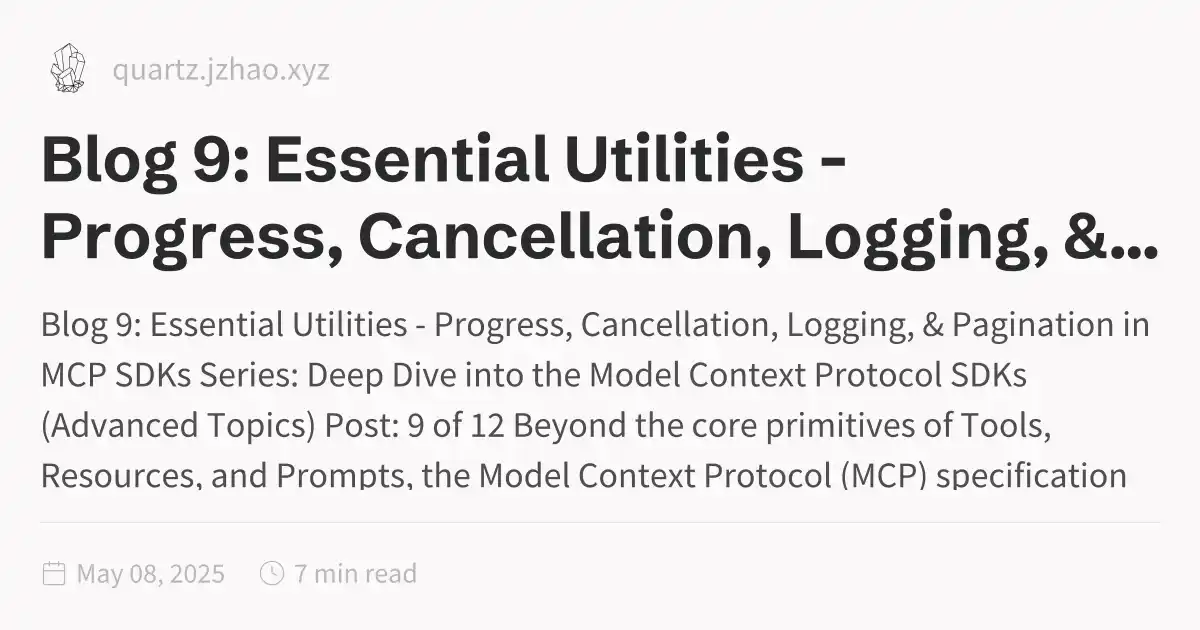 quartz.jzhao.xyz
Blog 9: Essential Utilities -
Progress, Cancellation, Logging, &...
Blog 9: Essential Utilities - Progress, Cancellation, Logging, & Pagination in
MCP SDKs Series: Deep Dive into the Model Context Protocol SDKs
(Advanced Topics) Post: 9 of 12 Beyond the core primitives of Tools,
Resources, and Prompts, the Model Context Protocol (MCP) specification
May 08, 2025 7 min read